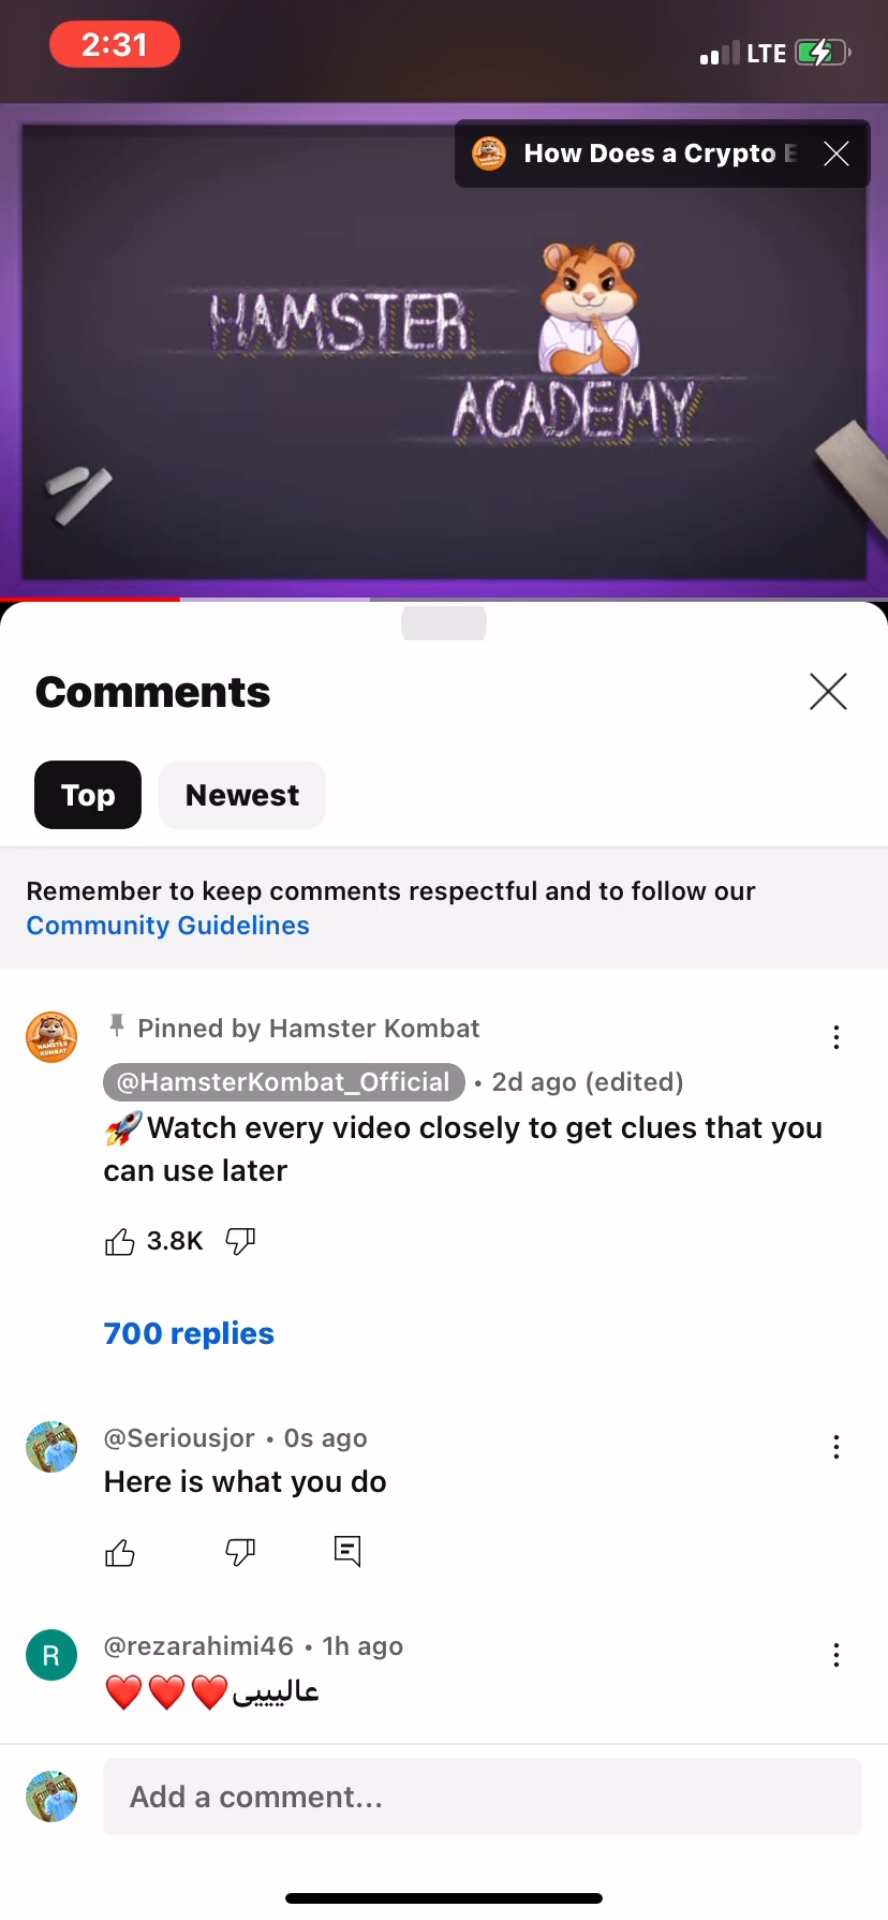 2:31
LTE
How Does a Crypto
HAMSTER
ACADEMY
Comments
Top
Newest
Remember to keep comments respectful and to follow our
Community Guidelines
HAMSTER
KOMBAT
Pinned by Hamster Kombat
@HamsterKombat_Official • 2d ago (edited)
🚀Watch every video closely to get clues that you
can use later
3.8K
700 replies
@Seriousjor • 0s ago
Here is what you do
R
@rezarahimi46 • 1h ago
❤️❤️❤️عالیییی
Add a comment...